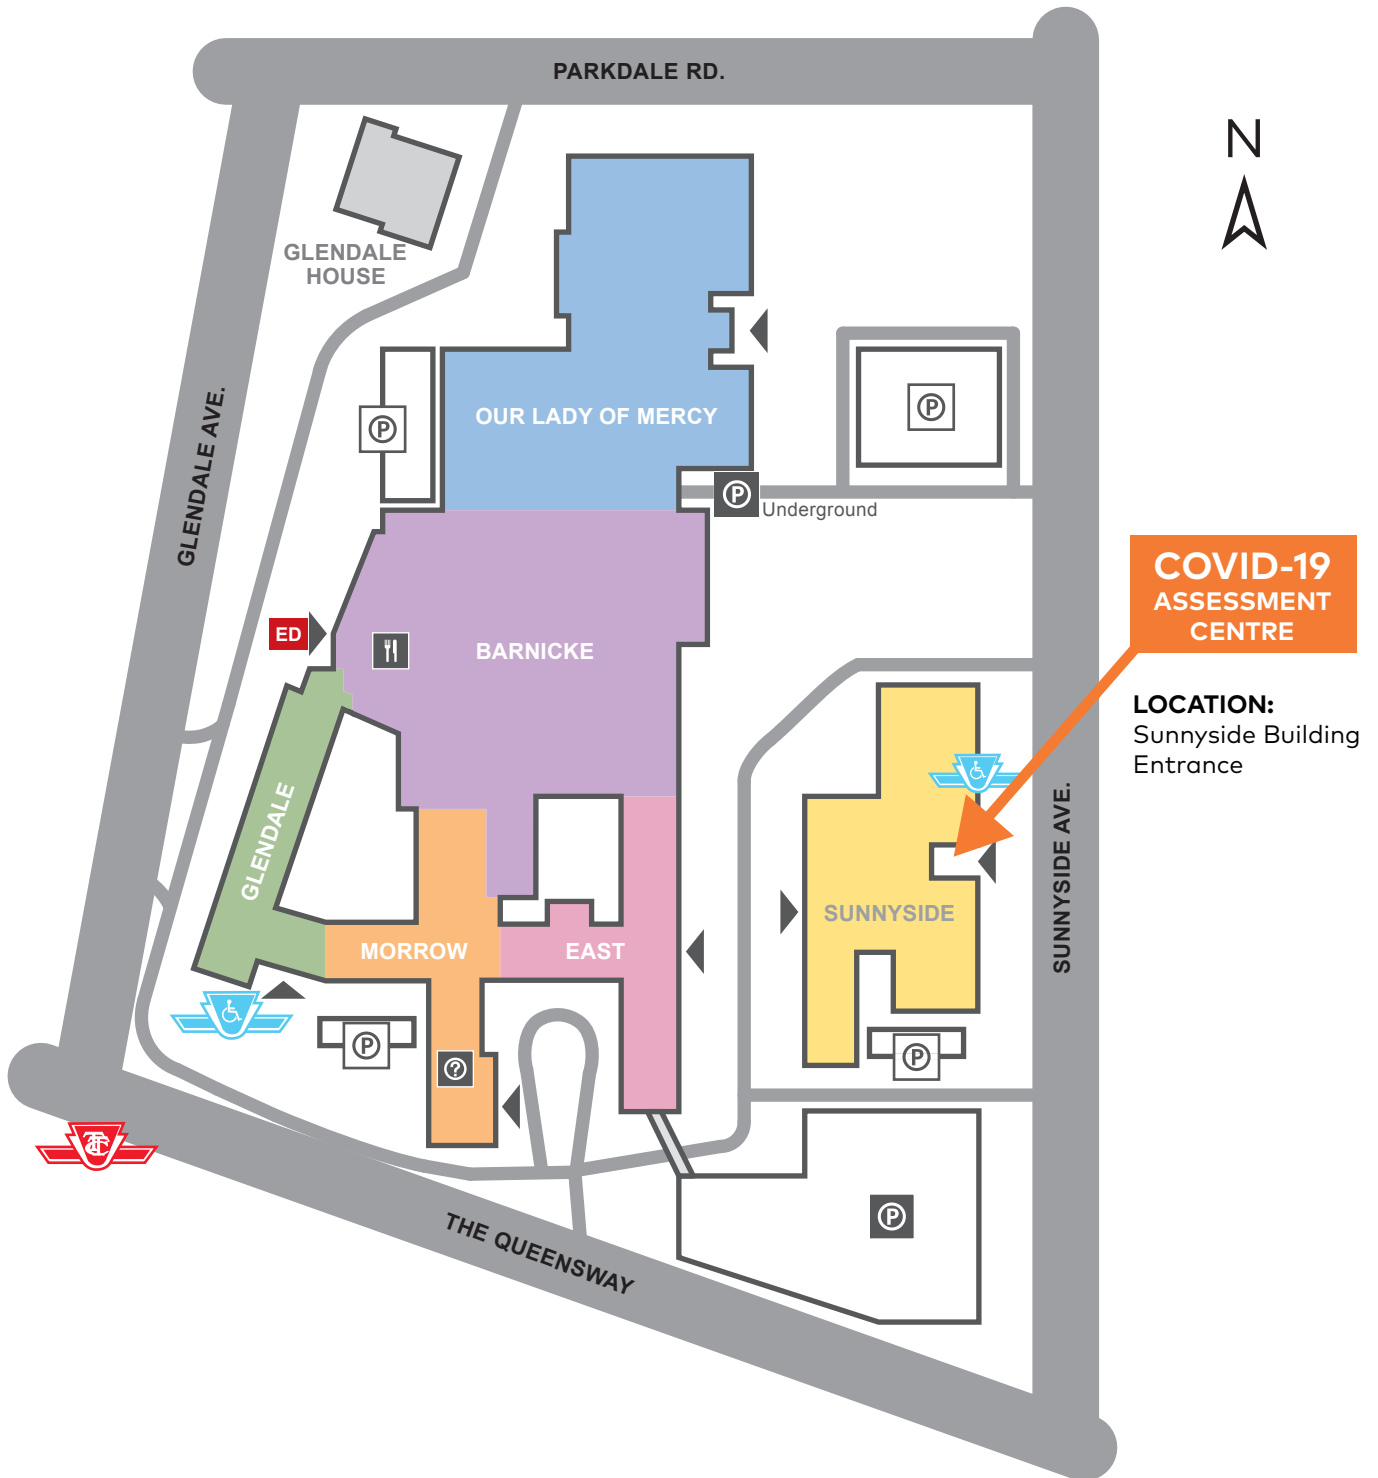 PARKDALE RD.
N
GLENDALE
HOUSE
GLENDALE AVE.
OUR LADY OF MERCY
P
P
P
Underground
COVID-19
ASSESSMENT
CENTRE
ED
BARNICKE
LOCATION:
Sunnyside Building
Entrance
GLENDALE
SUNNYSIDE AVE.
SUNNYSIDE
MORROW
EAST
P
?
P
TTC
P
THE QUEENSWAY